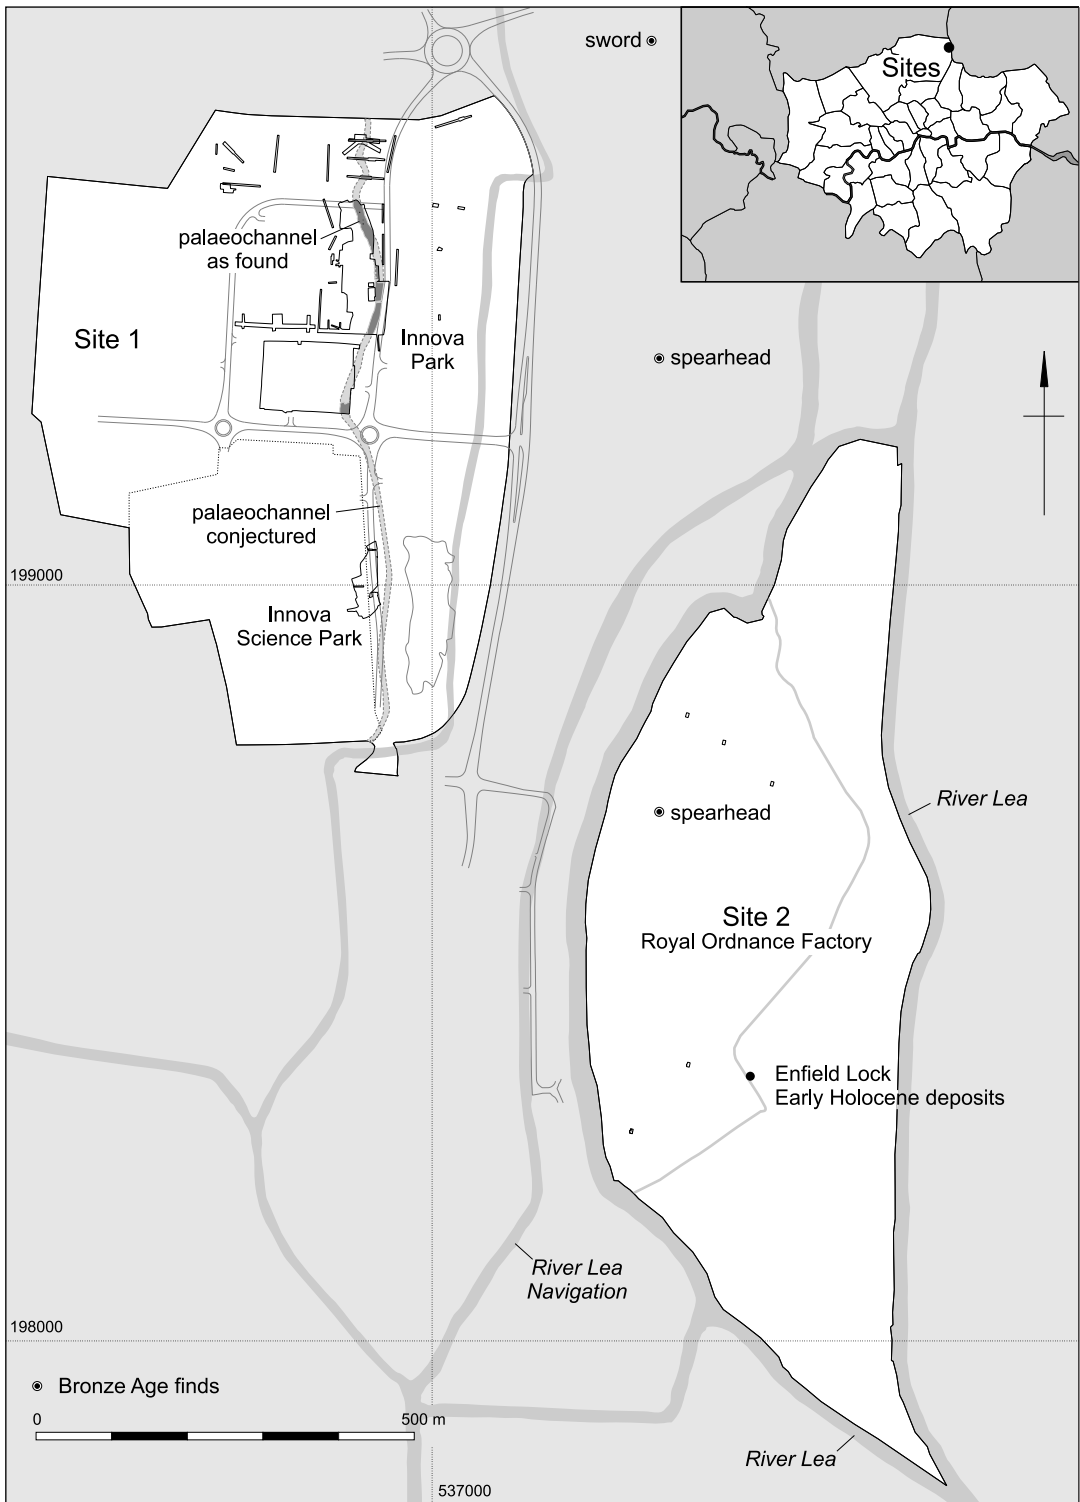 sword
Sites
palaeochannel
as found
Site 1
Innova
Park
spearhead
palaeochannel
conjectured
199000
Innova
Science Park
River Lea
spearhead
Site 2
Royal Ordnance Factory
Enfield Lock
Early Holocene deposits
River Lea
Navigation
198000
Bronze Age finds
0
500 m
River Lea
537000